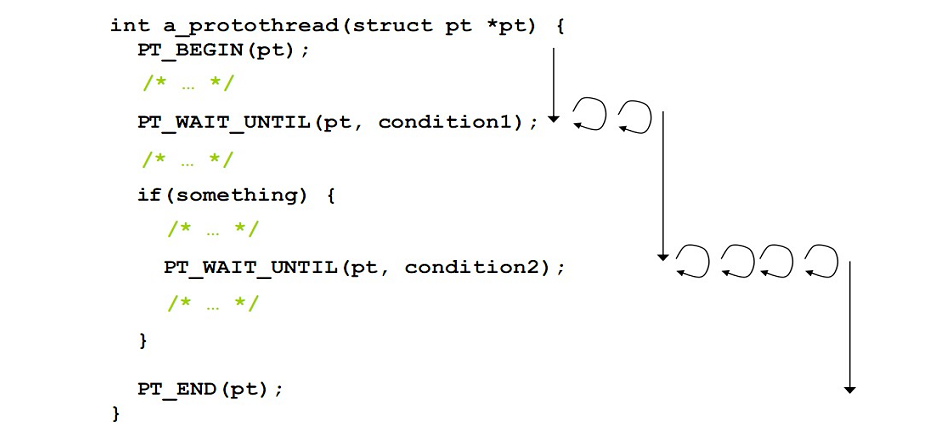 int a_protothread(struct pt *pt) {
PT_BEGIN(pt);
/* … */
PT_WAIT_UNTIL(pt, condition1);
/* … */
if(something) {
/* … */
PT_WAIT_UNTIL(pt, condition2);
/* … */
}
PT_END(pt);
}